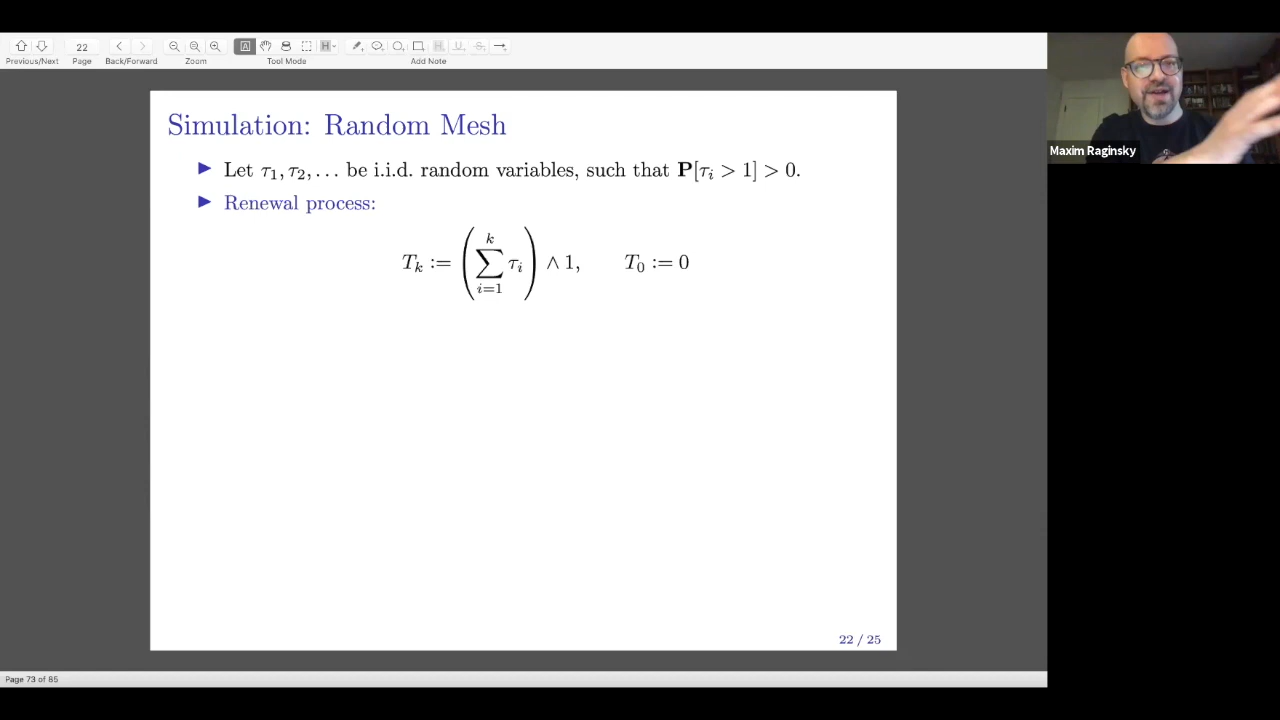 22
Previous/Next Page Back/Forward Zoom Tool Mode Add Note
Maxim Raginsky
Simulation: Random Mesh
Let τ₁, τ₂, . . . be i.i.d. random variables, such that P[τᵢ > 1] > 0.
Renewal process:
Tₖ := (∑ᵢ₌₁ᵏ τᵢ) ∧ 1, T₀ := 0
22 / 25
Page 73 of 85